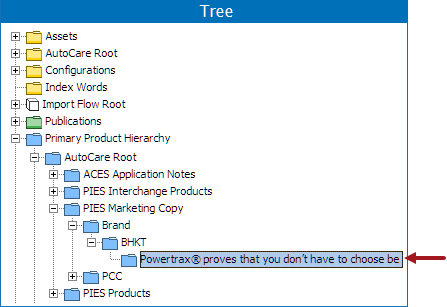 Tree
Assets
AutoCare Root
Configurations
Index Words
Import Flow Root
Publications
Primary Product Hierarchy
AutoCare Root
ACES Application Notes
PIES Interchange Products
PIES Marketing Copy
Brand
BHKT
Powertrax® proves that you don't have to choose be
PCC
PIES Products